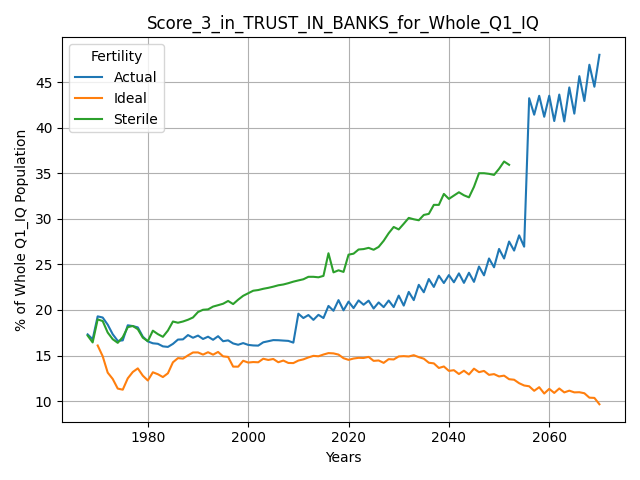 Score_3_in_TRUST_IN_BANKS_for_Whole_Q1_IQ
Fertility
Actual
Ideal
Sterile
% of Whole Q1_IQ Population
45
40
35
30
25
20
15
10
1980
2000
2020
2040
2060
Years